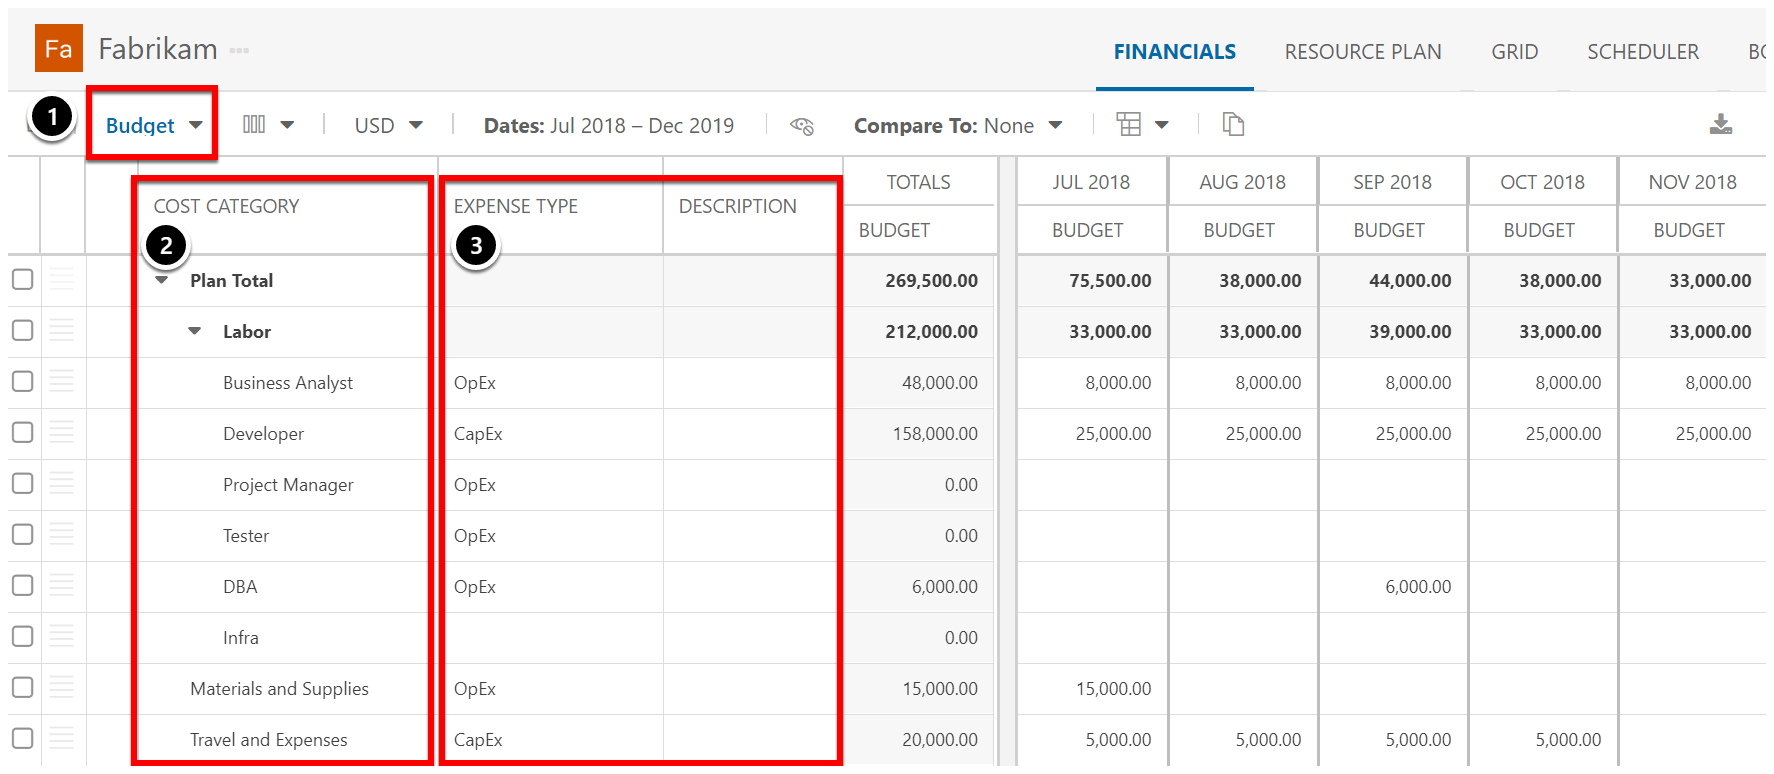 Fa Fabrikam
FINANCIALS RESOURCE PLAN GRID SCHEDULER
1 Budget USD Dates: Jul 2018 – Dec 2019 Compare To: None
TOTALS JUL 2018 AUG 2018 SEP 2018 OCT 2018 NOV 2018
COST CATEGORY EXPENSE TYPE DESCRIPTION
BUDGET BUDGET BUDGET BUDGET BUDGET BUDGET
2 3
Plan Total 269,500.00 75,500.00 38,000.00 44,000.00 38,000.00 33,000.00
Labor 212,000.00 33,000.00 33,000.00 39,000.00 33,000.00 33,000.00
Business Analyst OpEx 48,000.00 8,000.00 8,000.00 8,000.00 8,000.00 8,000.00
Developer CapEx 158,000.00 25,000.00 25,000.00 25,000.00 25,000.00 25,000.00
Project Manager OpEx 0.00
Tester OpEx 0.00
DBA OpEx 6,000.00 6,000.00
Infra 0.00
Materials and Supplies OpEx 15,000.00 15,000.00
Travel and Expenses CapEx 20,000.00 5,000.00 5,000.00 5,000.00 5,000.00